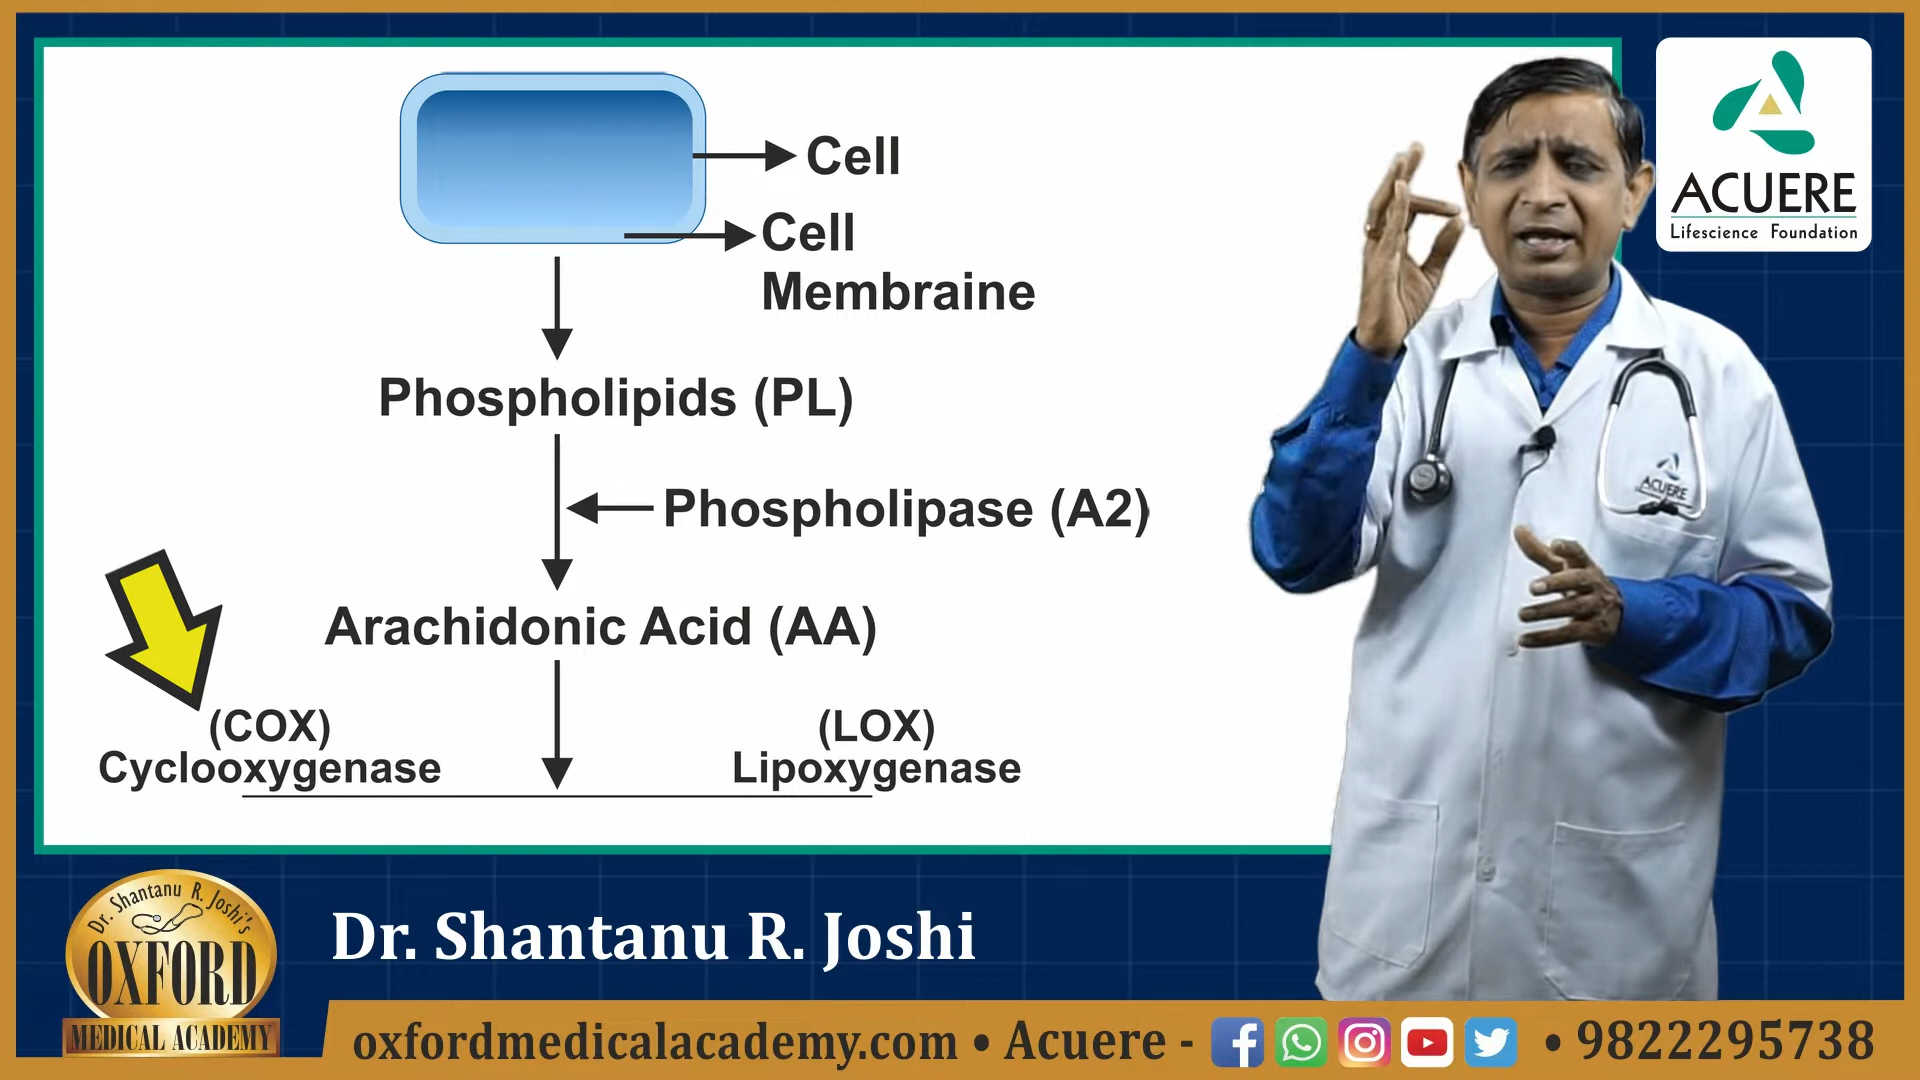 Cell
Cell
Membraine
Phospholipids (PL)
Phospholipase (A2)
Arachidonic Acid (AA)
(COX)
Cyclooxygenase
(LOX)
Lipoxygenase
ACUERE
Lifescience Foundation
ACUERE
Dr. Shantanu R. Joshi's
OXFORD
MEDICAL ACADEMY
Dr. Shantanu R. Joshi
oxfordmedicalacademy.com • Acuere - • 9822295738